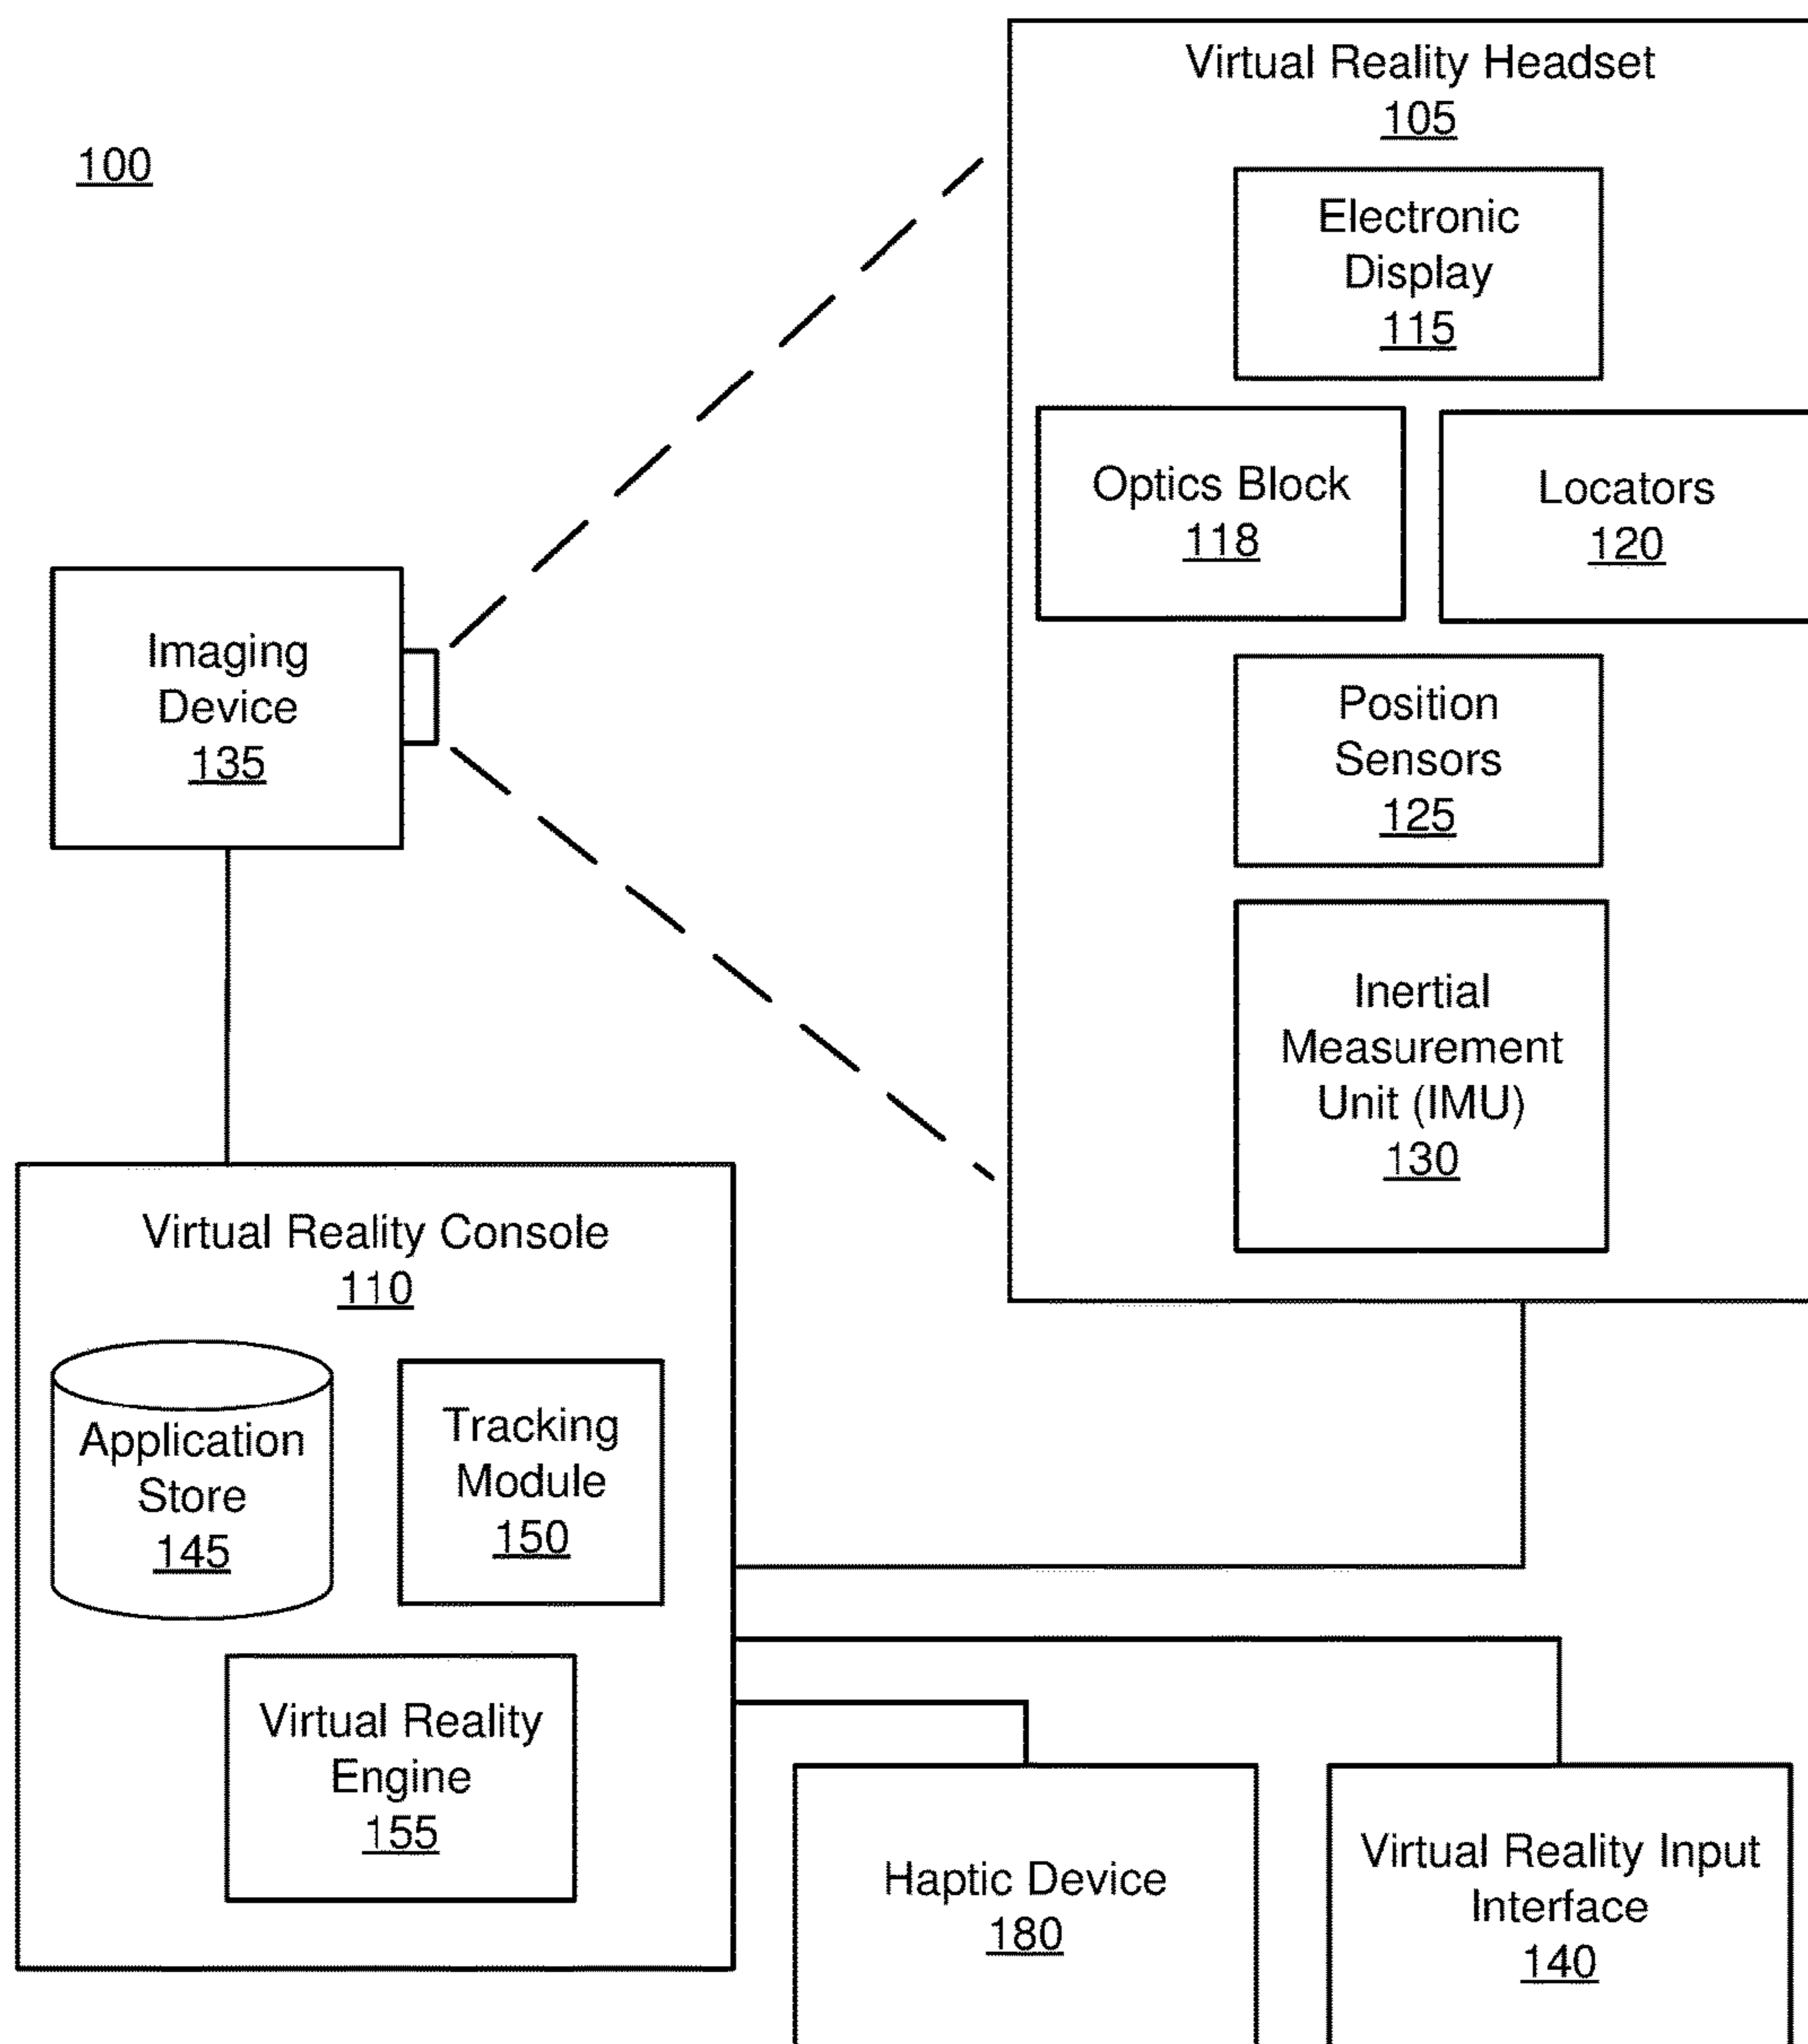 100
Virtual Reality Headset
105
Electronic
Display
115
Optics Block
118
Locators
120
Position
Sensors
125
Inertial
Measurement
Unit (IMU)
130
Imaging
Device
135
Virtual Reality Console
110
Application
Store
145
Tracking
Module
150
Virtual Reality
Engine
155
Haptic Device
180
Virtual Reality Input
Interface
140